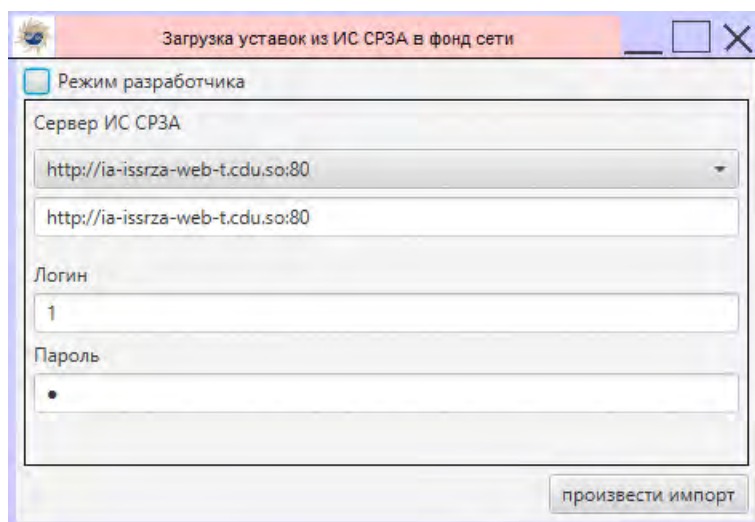 Загрузка уставок из ИС СРЗА в фонд сети
Режим разработчика
Сервер ИС СРЗА
http://ia-issrza-web-t.cdu.so:80
http://ia-issrza-web-t.cdu.so:80
Логин
1
Пароль
●
произвести импорт